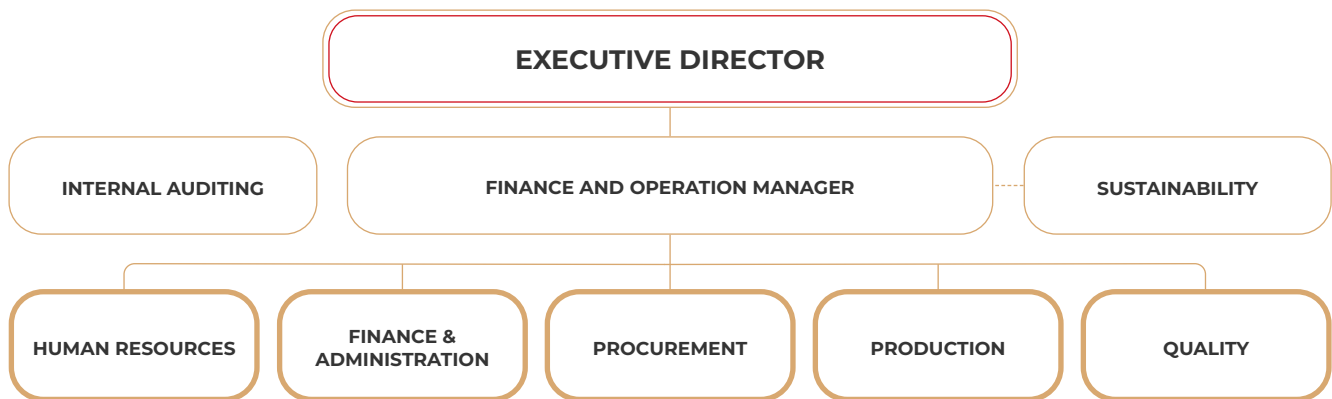 EXECUTIVE DIRECTOR
INTERNAL AUDITING
FINANCE AND OPERATION MANAGER
SUSTAINABILITY
HUMAN RESOURCES
FINANCE &
ADMINISTRATION
PROCUREMENT
PRODUCTION
QUALITY